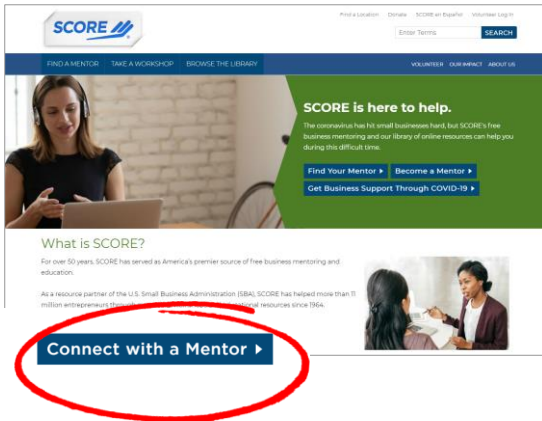 Find a Location Donate SCORE en Español Volunteer Log In
SCORE
Enter Terms SEARCH
FIND A MENTOR TAKE A WORKSHOP BROWSE THE LIBRARY VOLUNTEER OUR IMPACT ABOUT US
SCORE is here to help.
The coronavirus has hit small businesses hard, but SCORE's free
business mentoring and our library of online resources can help you
during this difficult time.
Find Your Mentor Become a Mentor
Get Business Support Through COVID-19
What is SCORE?
For over 50 years, SCORE has served as America's premier source of free business mentoring and
education.
As a resource partner of the U.S. Small Business Administration (SBA), SCORE has helped more than 11
million entrepreneurs through resources since 1964.
Connect with a Mentor